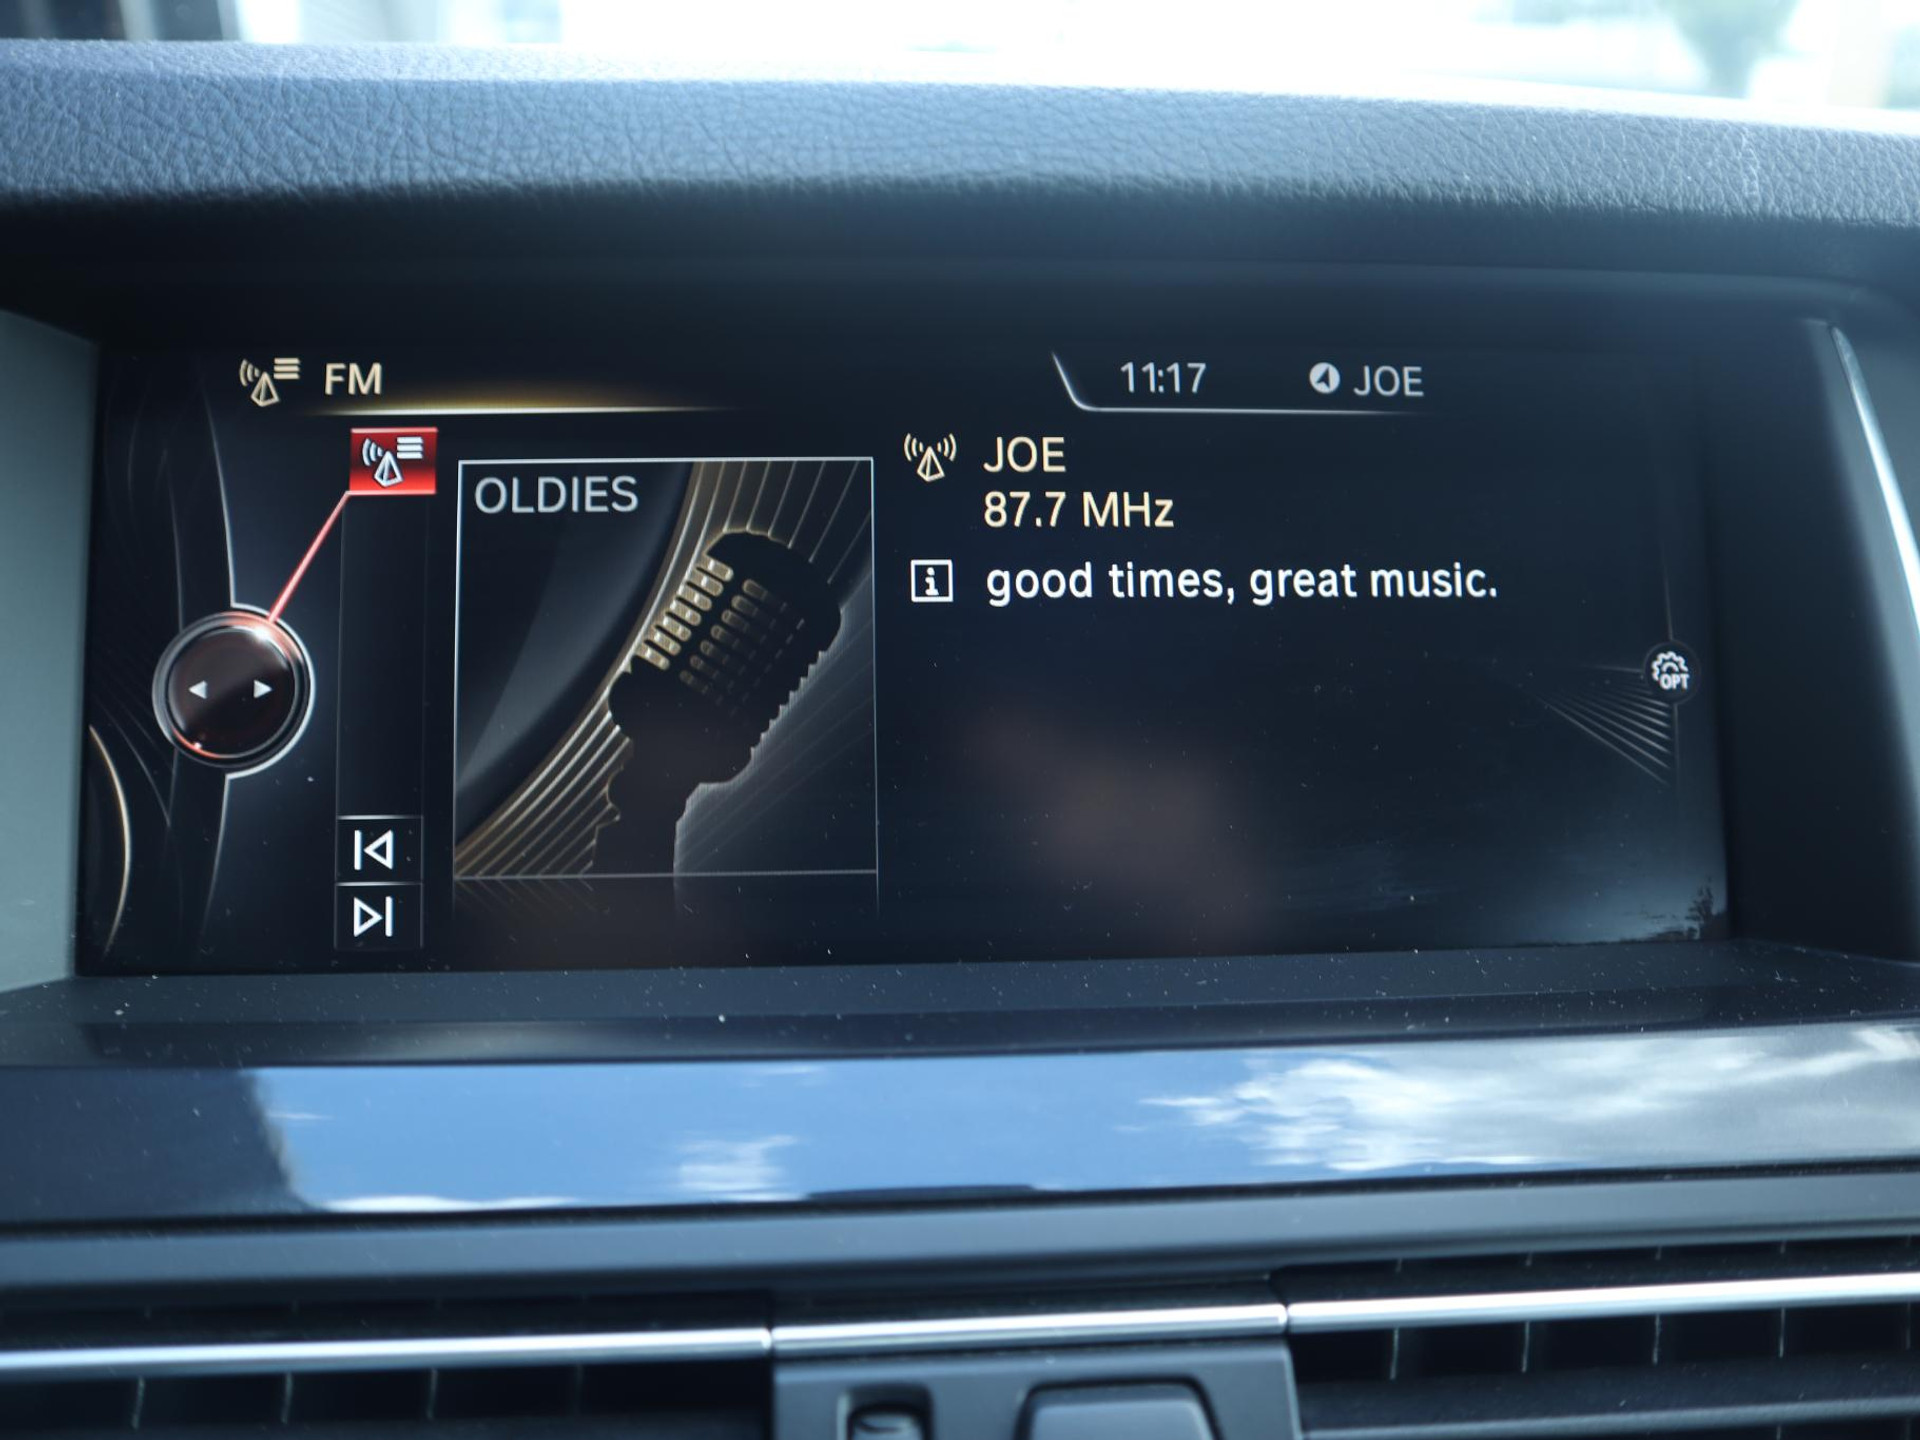 FM
11:17
JOE
OLDIES
JOE
87.7 MHz
good times, great music.
OPT